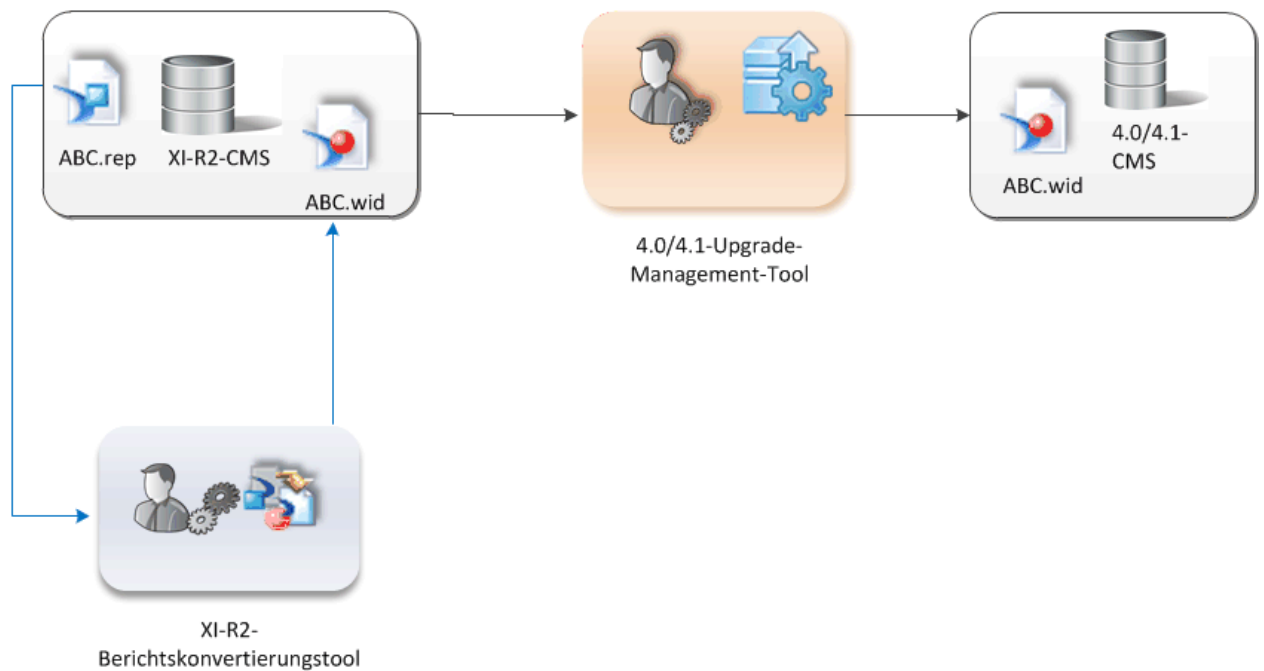 ABC.rep
XI-R2-CMS
ABC.wid
4.0/4.1-Upgrade-
Management-Tool
ABC.wid
4.0/4.1-
CMS
XI-R2-
Berichtskonvertierungstool